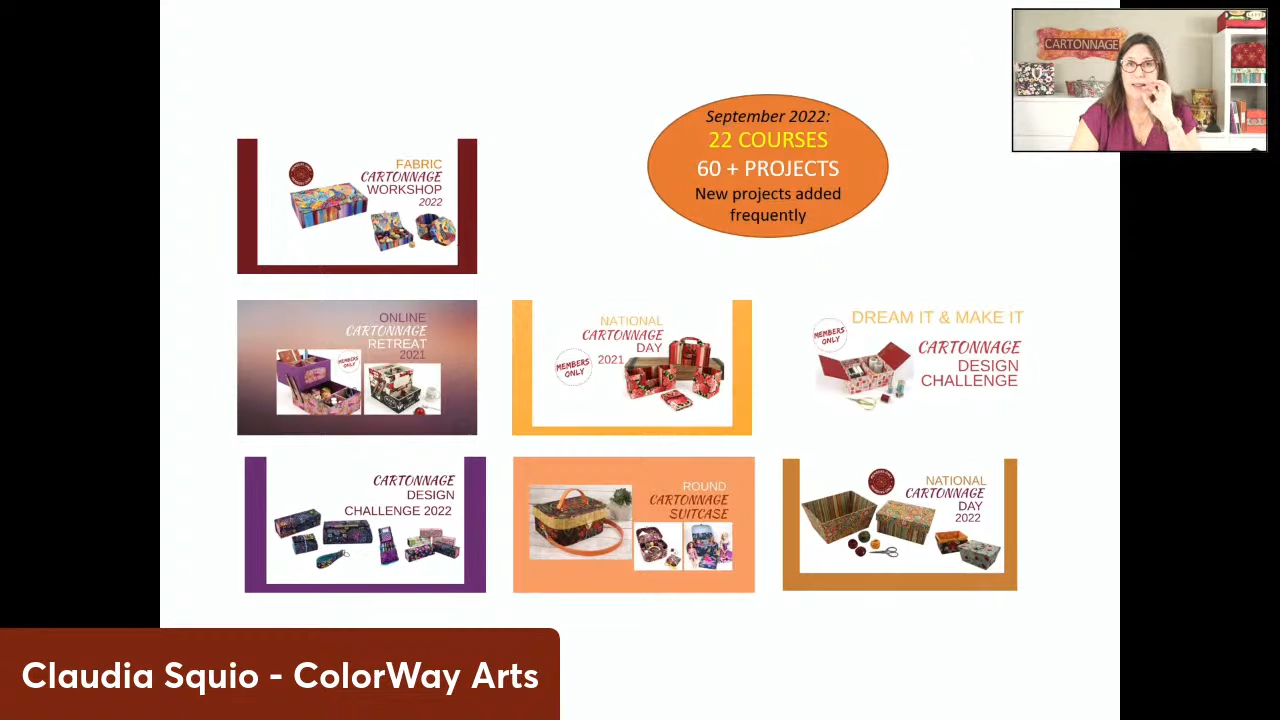 CARTONNAGE
September 2022:
22 COURSES
60 + PROJECTS
New projects added
frequently
FABRIC
CARTONNAGE
WORKSHOP
2022
ONLINE
CARTONNAGE
RETREAT
2021
MEMBERS
ONLY
NATIONAL
CARTONNAGE
DAY
2021
MEMBERS
ONLY
DREAM IT & MAKE IT
MEMBERS
ONLY
CARTONNAGE
DESIGN
CHALLENGE
CARTONNAGE
DESIGN
CHALLENGE 2022
ROUND
CARTONNAGE
SUITCASE
NATIONAL
CARTONNAGE
DAY
2022
Claudia Squio - ColorWay Arts